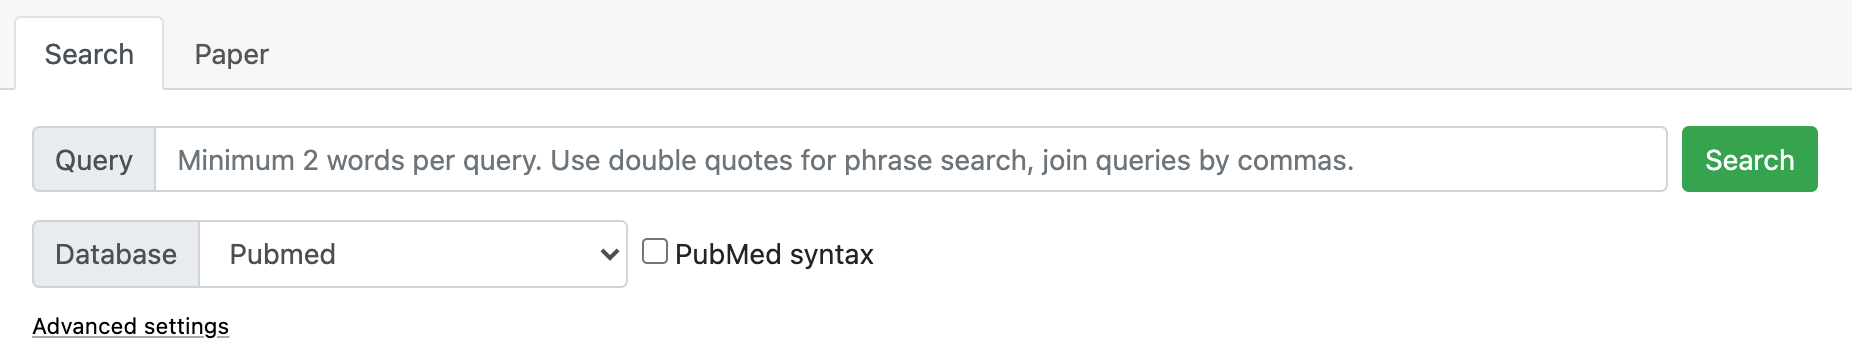 Search Paper
Query Minimum 2 words per query. Use double quotes for phrase search, join queries by commas. Search
Database Pubmed PubMed syntax
Advanced settings